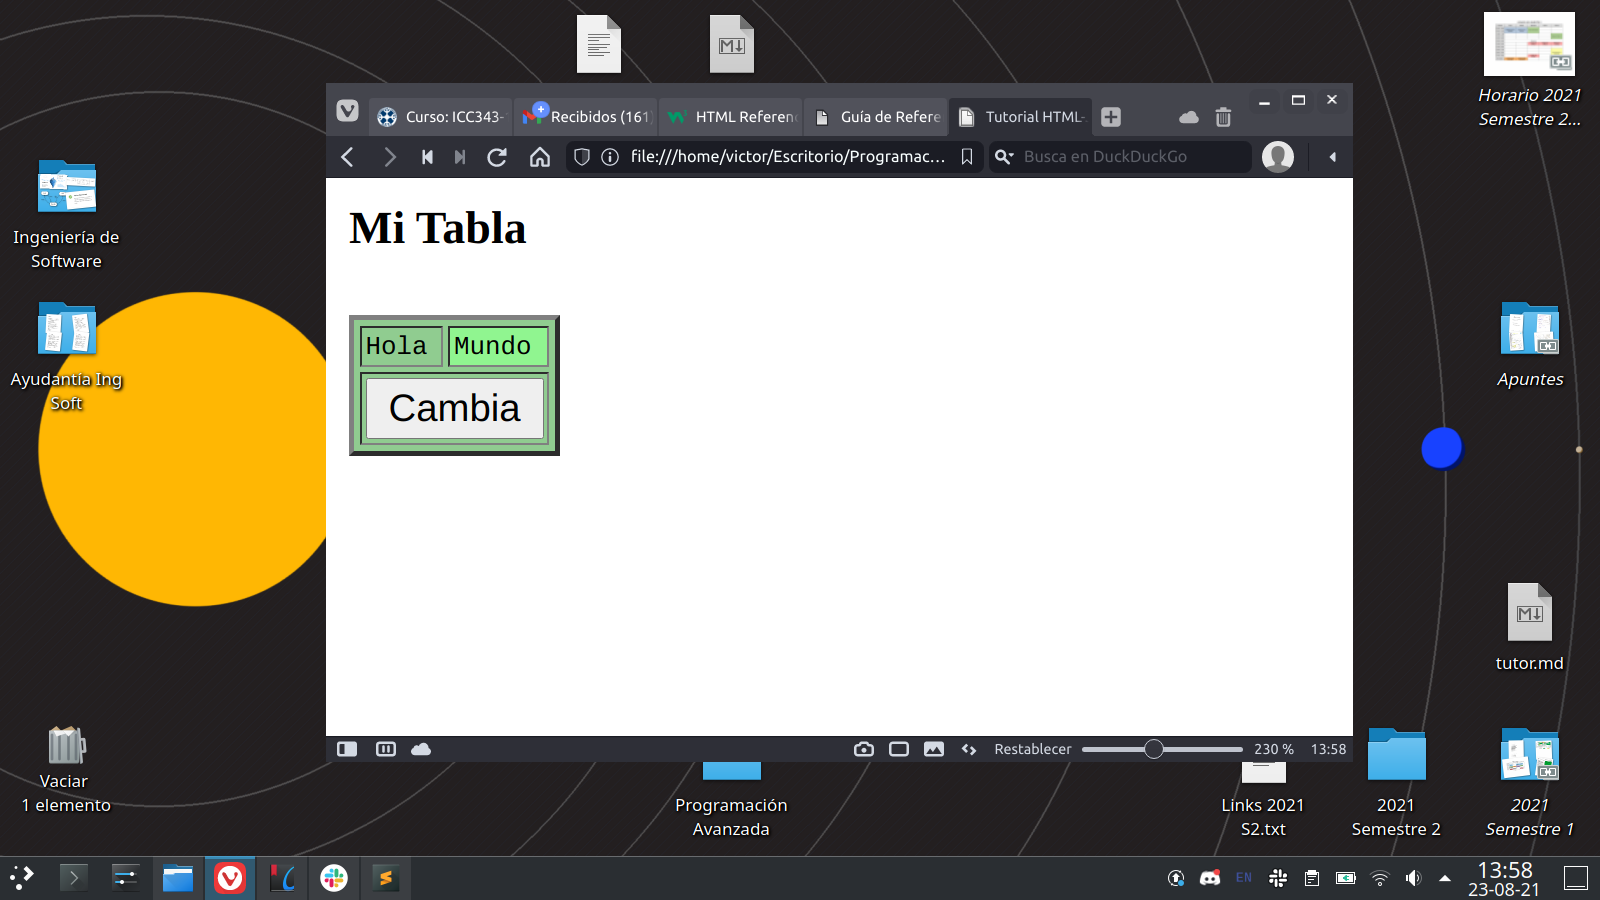 Horario 2021
Semestre 2...
Curso: ICC343-
Recibidos (161)
HTML Referen
Guía de Refere
Tutorial HTML-
file:///home/victor/Escritorio/Programac...
Busca en DuckDuckGo
Mi Tabla
Hola
Mundo
Cambia
Ingeniería de
Software
Ayudantía Ing
Soft
Apuntes
tutor.md
Restablecer
230 %
13:58
Vaciar
1 elemento
Programación
Avanzada
Links 2021
S2.txt
2021
Semestre 2
2021
Semestre 1
EN
13:58
23-08-21